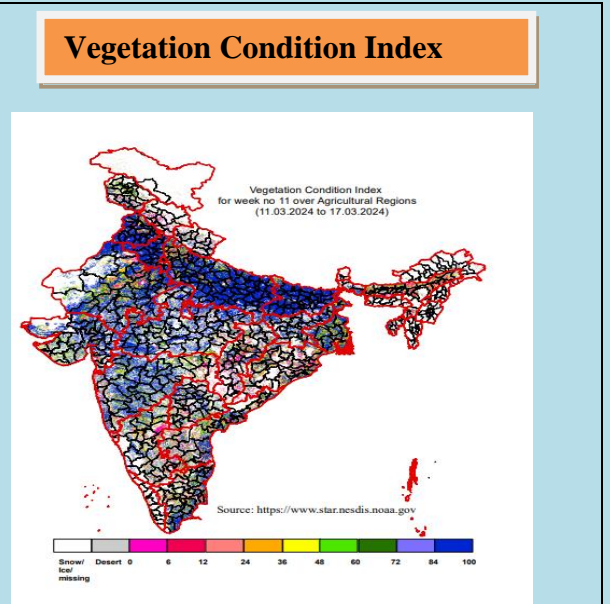 Vegetation Condition Index
Vegetation Condition Index
for week no 11 over Agricultural Regions
(11.03.2024 to 17.03.2024)
Source: https://www.star.nesdis.noaa.gov
Snow/ Desert 0 6 12 24 36 48 60 72 84 100
Ice/
missing